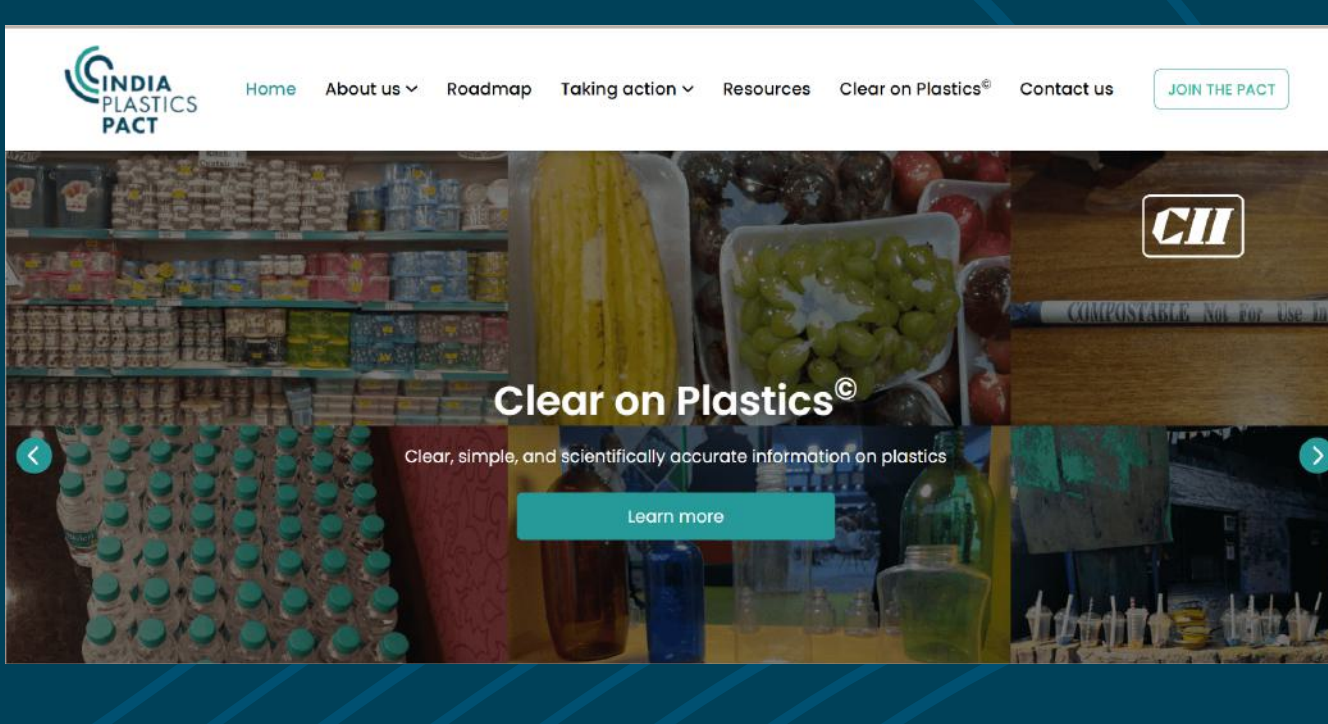 INDIA
PLASTICS
PACT
Home About us Roadmap Taking action Resources Clear on Plastics© Contact us JOIN THE PACT
CII
COMPOSTABLE Not For Use In
Clear on Plastics©
Clear, simple, and scientifically accurate information on plastics
Learn more